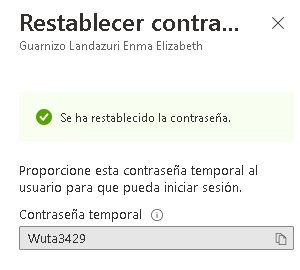 Restablecer contra...
Guarnizo Landazuri Enma Elizabeth
Se ha restablecido la contraseña.
Proporcione esta contraseña temporal al
usuario para que pueda iniciar sesión.
Contraseña temporal
Wuta3429